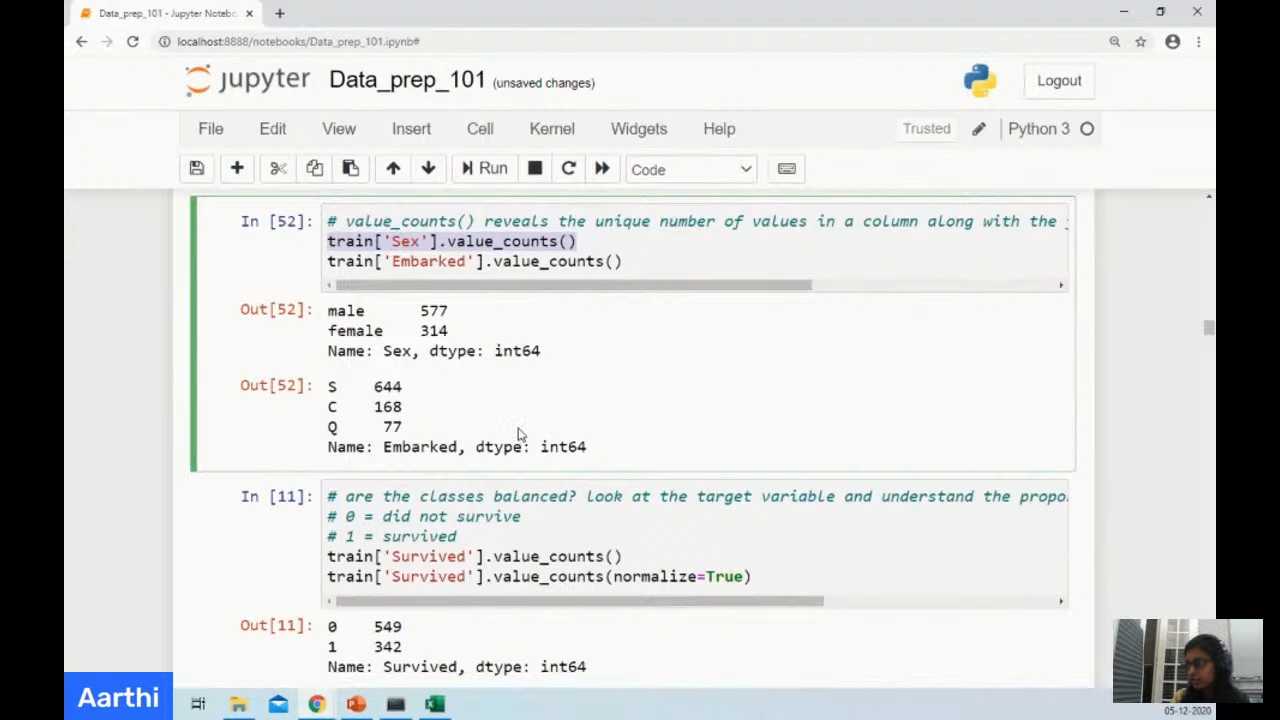 Data_prep_101 - Jupyter Noteb
localhost:8888/notebooks/Data_prep_101.ipynb#
jupyter Data_prep_101 (unsaved changes)
Logout
File Edit View Insert Cell Kernel Widgets Help
Trusted
Python 3
Run
Code
In [52]:
# value_counts() reveals the unique number of values in a column along with the
train['Sex'].value_counts()
train['Embarked'].value_counts()
Out[52]:
male 577
female 314
Name: Sex, dtype: int64
Out[52]:
S 644
C 168
Q 77
Name: Embarked, dtype: int64
In [11]:
# are the classes balanced? look at the target variable and understand the propo
# 0 = did not survive
# 1 = survived
train['Survived'].value_counts()
train['Survived'].value_counts(normalize=True)
Out[11]:
0 549
1 342
Name: Survived, dtype: int64
Aarthi
05-12-2020